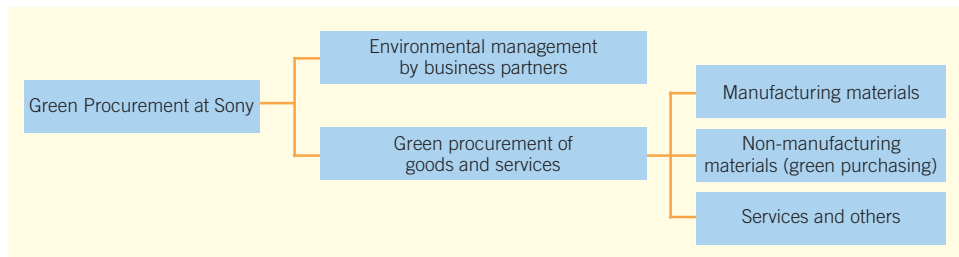 Green Procurement at Sony
Environmental management
by business partners
Green procurement of
goods and services
Manufacturing materials
Non-manufacturing
materials (green purchasing)
Services and others